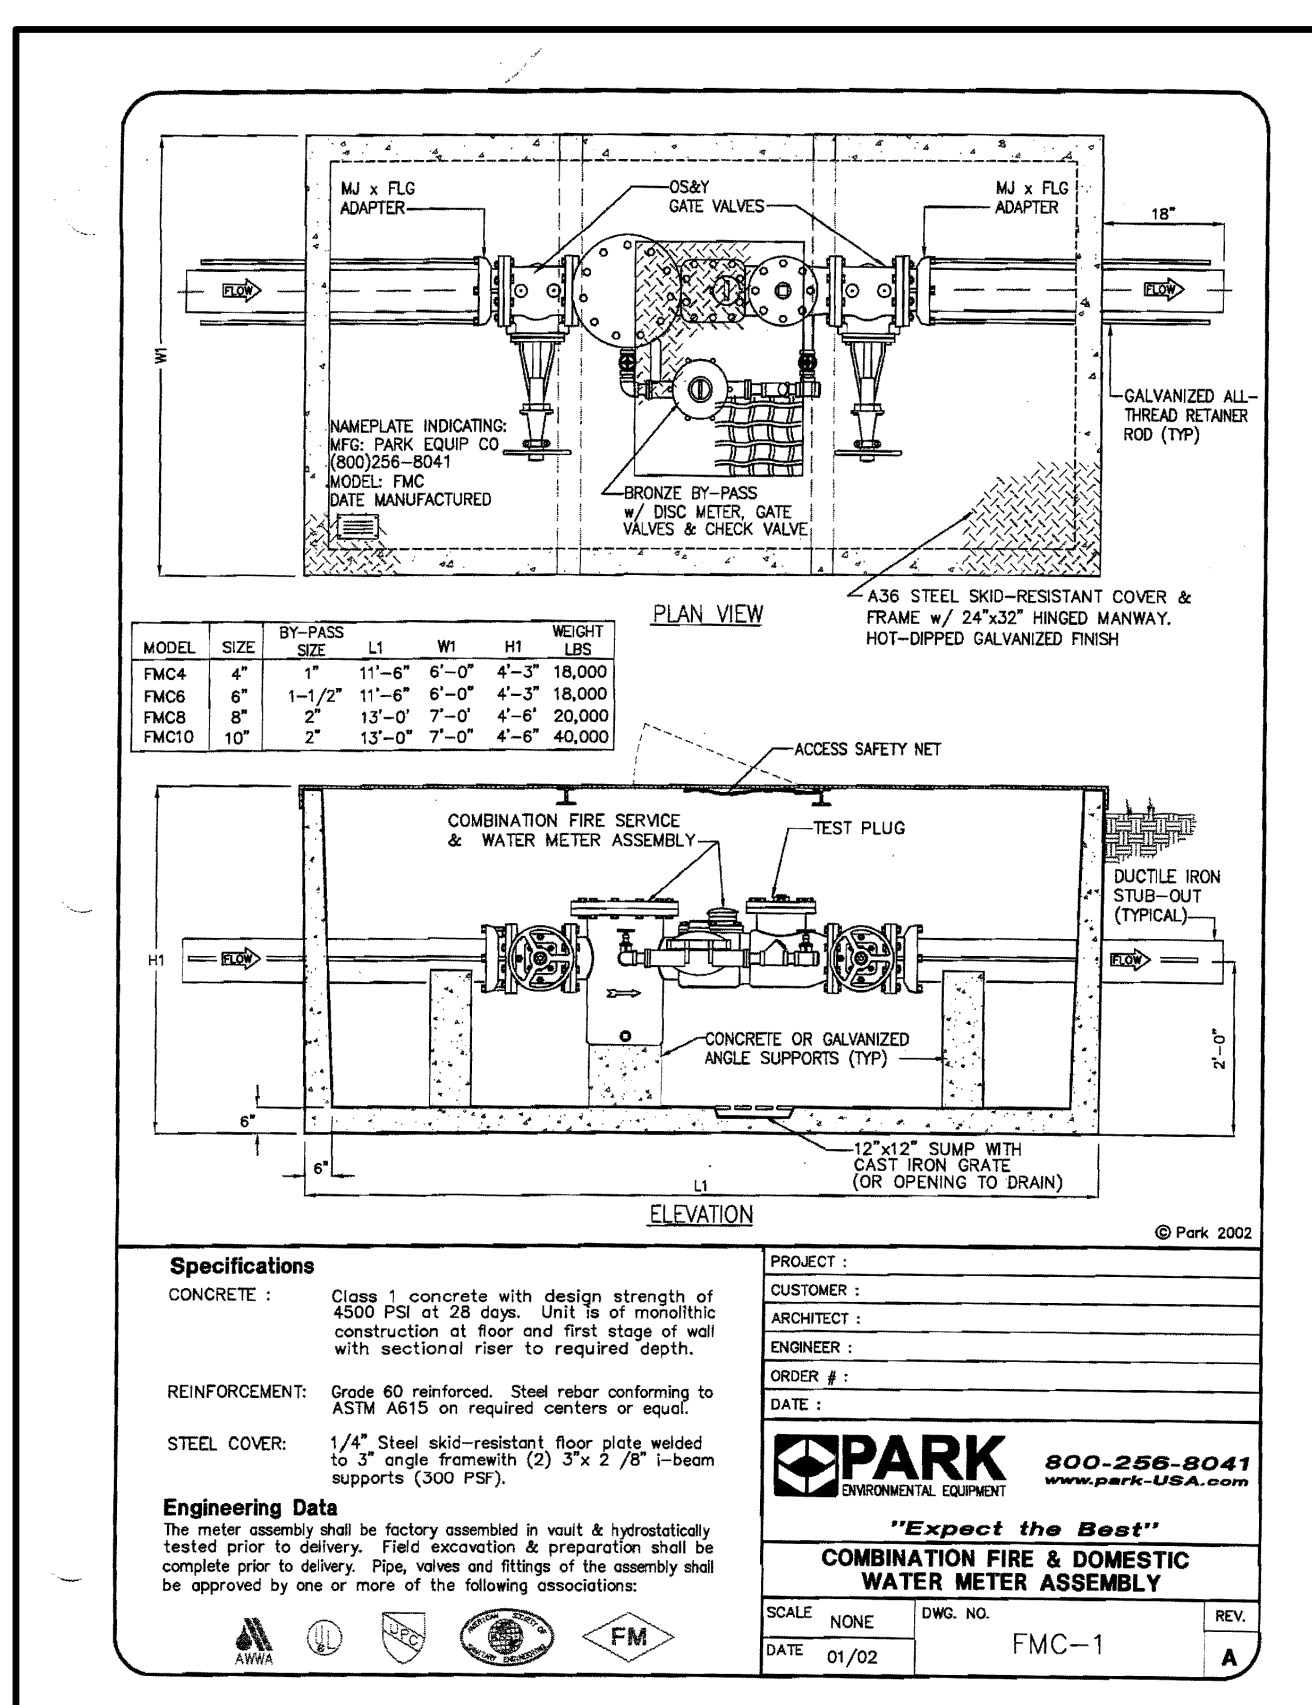 MJ x FLG
ADAPTER
OS&Y
GATE VALVES
MJ x FLG
ADAPTER
18"
FLOW
FLOW
W1
GALVANIZED ALL-
THREAD RETAINER
ROD (TYP)
NAMEPLATE INDICATING:
MFG: PARK EQUIP CO
(800)256-8041
MODEL: FMC
DATE MANUFACTURED
BRONZE BY-PASS
w/ DISC METER, GATE
VALVES & CHECK VALVE
A36 STEEL SKID-RESISTANT COVER &
FRAME w/ 24"x32" HINGED MANWAY.
HOT-DIPPED GALVANIZED FINISH
PLAN VIEW
MODEL SIZE BY-PASS SIZE L1 W1 H1 WEIGHT LBS
FMC4 4" 1" 11'-6" 6'-0" 4'-3" 18,000
FMC6 6" 1-1/2" 11'-6" 6'-0" 4'-3" 18,000
FMC8 8" 2" 13'-0' 7'-0' 4'-6' 20,000
FMC10 10" 2" 13'-0" 7'-0" 4'-6" 40,000
ACCESS SAFETY NET
COMBINATION FIRE SERVICE
& WATER METER ASSEMBLY
TEST PLUG
DUCTILE IRON
STUB-OUT
(TYPICAL)
H1
FLOW
FLOW
CONCRETE OR GALVANIZED
ANGLE SUPPORTS (TYP)
2'-0"
6"
6"
12"x12" SUMP WITH
CAST IRON GRATE
(OR OPENING TO DRAIN)
L1
ELEVATION
© Park 2002
Specifications
CONCRETE : Class 1 concrete with design strength of
4500 PSI at 28 days. Unit is of monolithic
construction at floor and first stage of wall
with sectional riser to required depth.
REINFORCEMENT: Grade 60 reinforced. Steel rebar conforming to
ASTM A615 on required centers or equal.
STEEL COVER: 1/4" Steel skid-resistant floor plate welded
to 3" angle framewith (2) 3"x 2 /8" i-beam
supports (300 PSF).
Engineering Data
The meter assembly shall be factory assembled in vault & hydrostatically
tested prior to delivery. Field excavation & preparation shall be
complete prior to delivery. Pipe, valves and fittings of the assembly shall
be approved by one or more of the following associations:
AWWA
UL
UPC
AMERICAN SOCIETY OF
SANITARY ENGINEERING
FM
PROJECT :
CUSTOMER :
ARCHITECT :
ENGINEER :
ORDER # :
DATE :
PARK
ENVIRONMENTAL EQUIPMENT
800-256-8041
www.park-USA.com
"Expect the Best"
COMBINATION FIRE & DOMESTIC
WATER METER ASSEMBLY
SCALE NONE
DWG. NO. FMC-1
REV. A
DATE 01/02